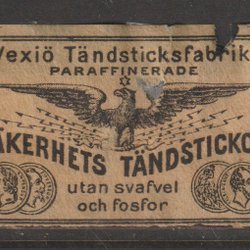 Vexiö Tändsticksfabrik
PARAFFINERADE
ÄKERHETS TÄNDSTICKO
utan svafvel
och fosfor